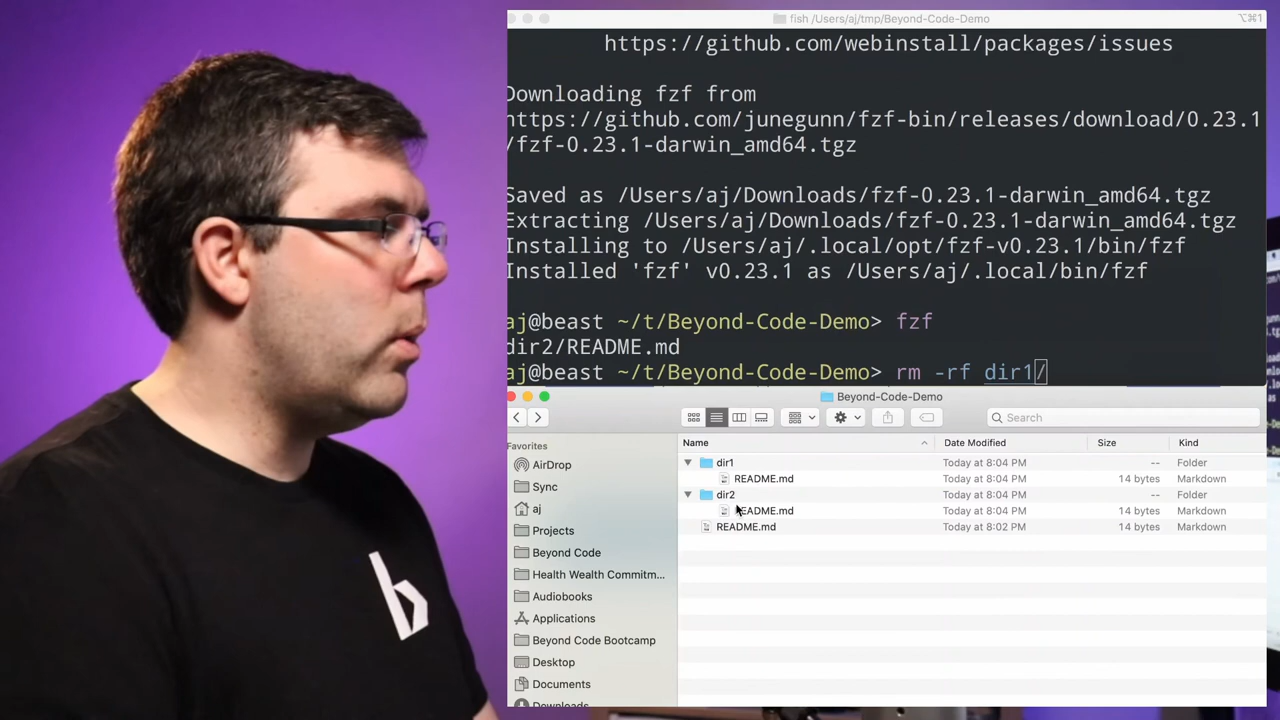 fish /Users/aj/tmp/Beyond-Code-Demo
⌥⌘1
https://github.com/webinstall/packages/issues
Downloading fzf from
https://github.com/junegunn/fzf-bin/releases/download/0.23.1
/fzf-0.23.1-darwin_amd64.tgz
Saved as /Users/aj/Downloads/fzf-0.23.1-darwin_amd64.tgz
Extracting /Users/aj/Downloads/fzf-0.23.1-darwin_amd64.tgz
Installing to /Users/aj/.local/opt/fzf-v0.23.1/bin/fzf
Installed 'fzf' v0.23.1 as /Users/aj/.local/bin/fzf
aj@beast ~/t/Beyond-Code-Demo> fzf
dir2/README.md
aj@beast ~/t/Beyond-Code-Demo> rm -rf dir1/
Beyond-Code-Demo
Search
Favorites
AirDrop
Sync
aj
Projects
Beyond Code
Health Wealth Commitm...
Audiobooks
Applications
Beyond Code Bootcamp
Desktop
Documents
Downloads
Name Date Modified Size Kind
dir1 Today at 8:04 PM -- Folder
README.md Today at 8:04 PM 14 bytes Markdown
dir2 Today at 8:04 PM -- Folder
README.md Today at 8:04 PM 14 bytes Markdown
README.md Today at 8:02 PM 14 bytes Markdown
b